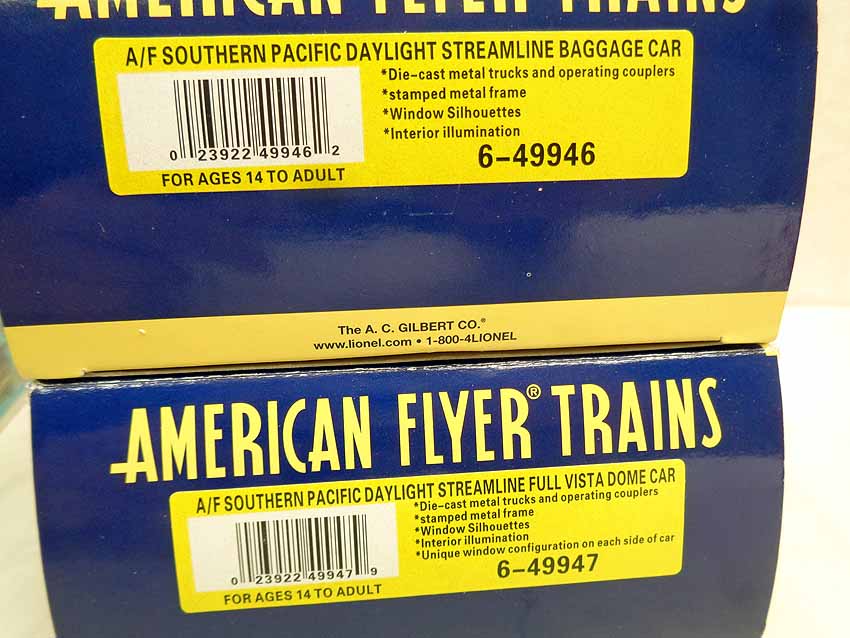 AMERICAN FLYER TRAINS
A/F SOUTHERN PACIFIC DAYLIGHT STREAMLINE BAGGAGE CAR
*Die-cast metal trucks and operating couplers
*stamped metal frame
*Window Silhouettes
*Interior illumination
0 23922 49946 2
6-49946
FOR AGES 14 TO ADULT
The A. C. GILBERT CO.®
www.lionel.com • 1-800-4LIONEL
AMERICAN FLYER® TRAINS
A/F SOUTHERN PACIFIC DAYLIGHT STREAMLINE FULL VISTA DOME CAR
*Die-cast metal trucks and operating couplers
*stamped metal frame
*Window Silhouettes
*Interior illumination
*Unique window configuration on each side of car
0 23922 49947 9
6-49947
FOR AGES 14 TO ADULT